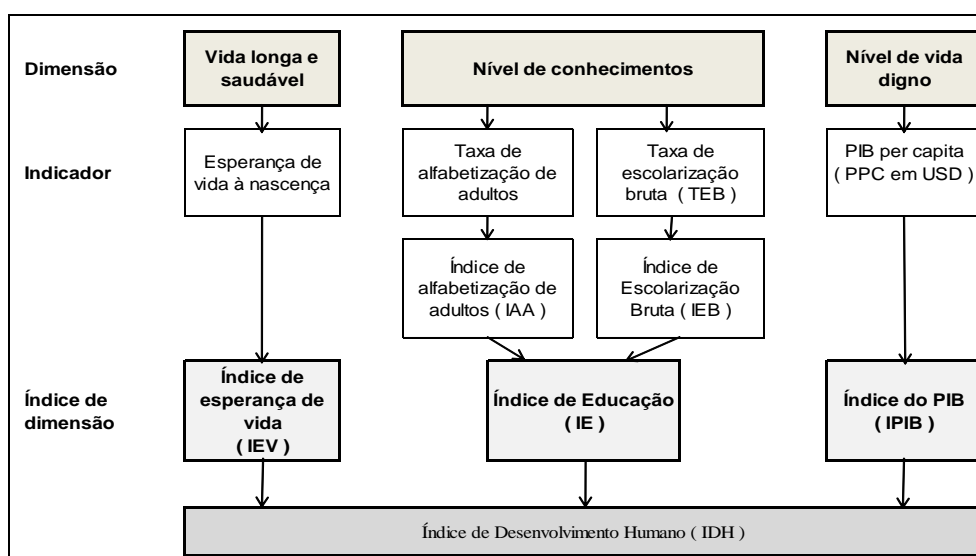 Dimensão
Vida longa e
saudável
Nível de conhecimentos
Nível de vida
digno
Indicador
Esperança de
vida à nascença
Taxa de
alfabetização de
adultos
Taxa de
escolarização
bruta ( TEB )
PIB per capita
( PPC em USD )
Índice de
alfabetização de
adultos ( IAA )
Índice de
Escolarização
Bruta ( IEB )
Índice de
dimensão
Índice de
esperança de
vida
( IEV )
Índice de Educação
( IE )
Índice do PIB
( IPIB )
Índice de Desenvolvimento Humano ( IDH )